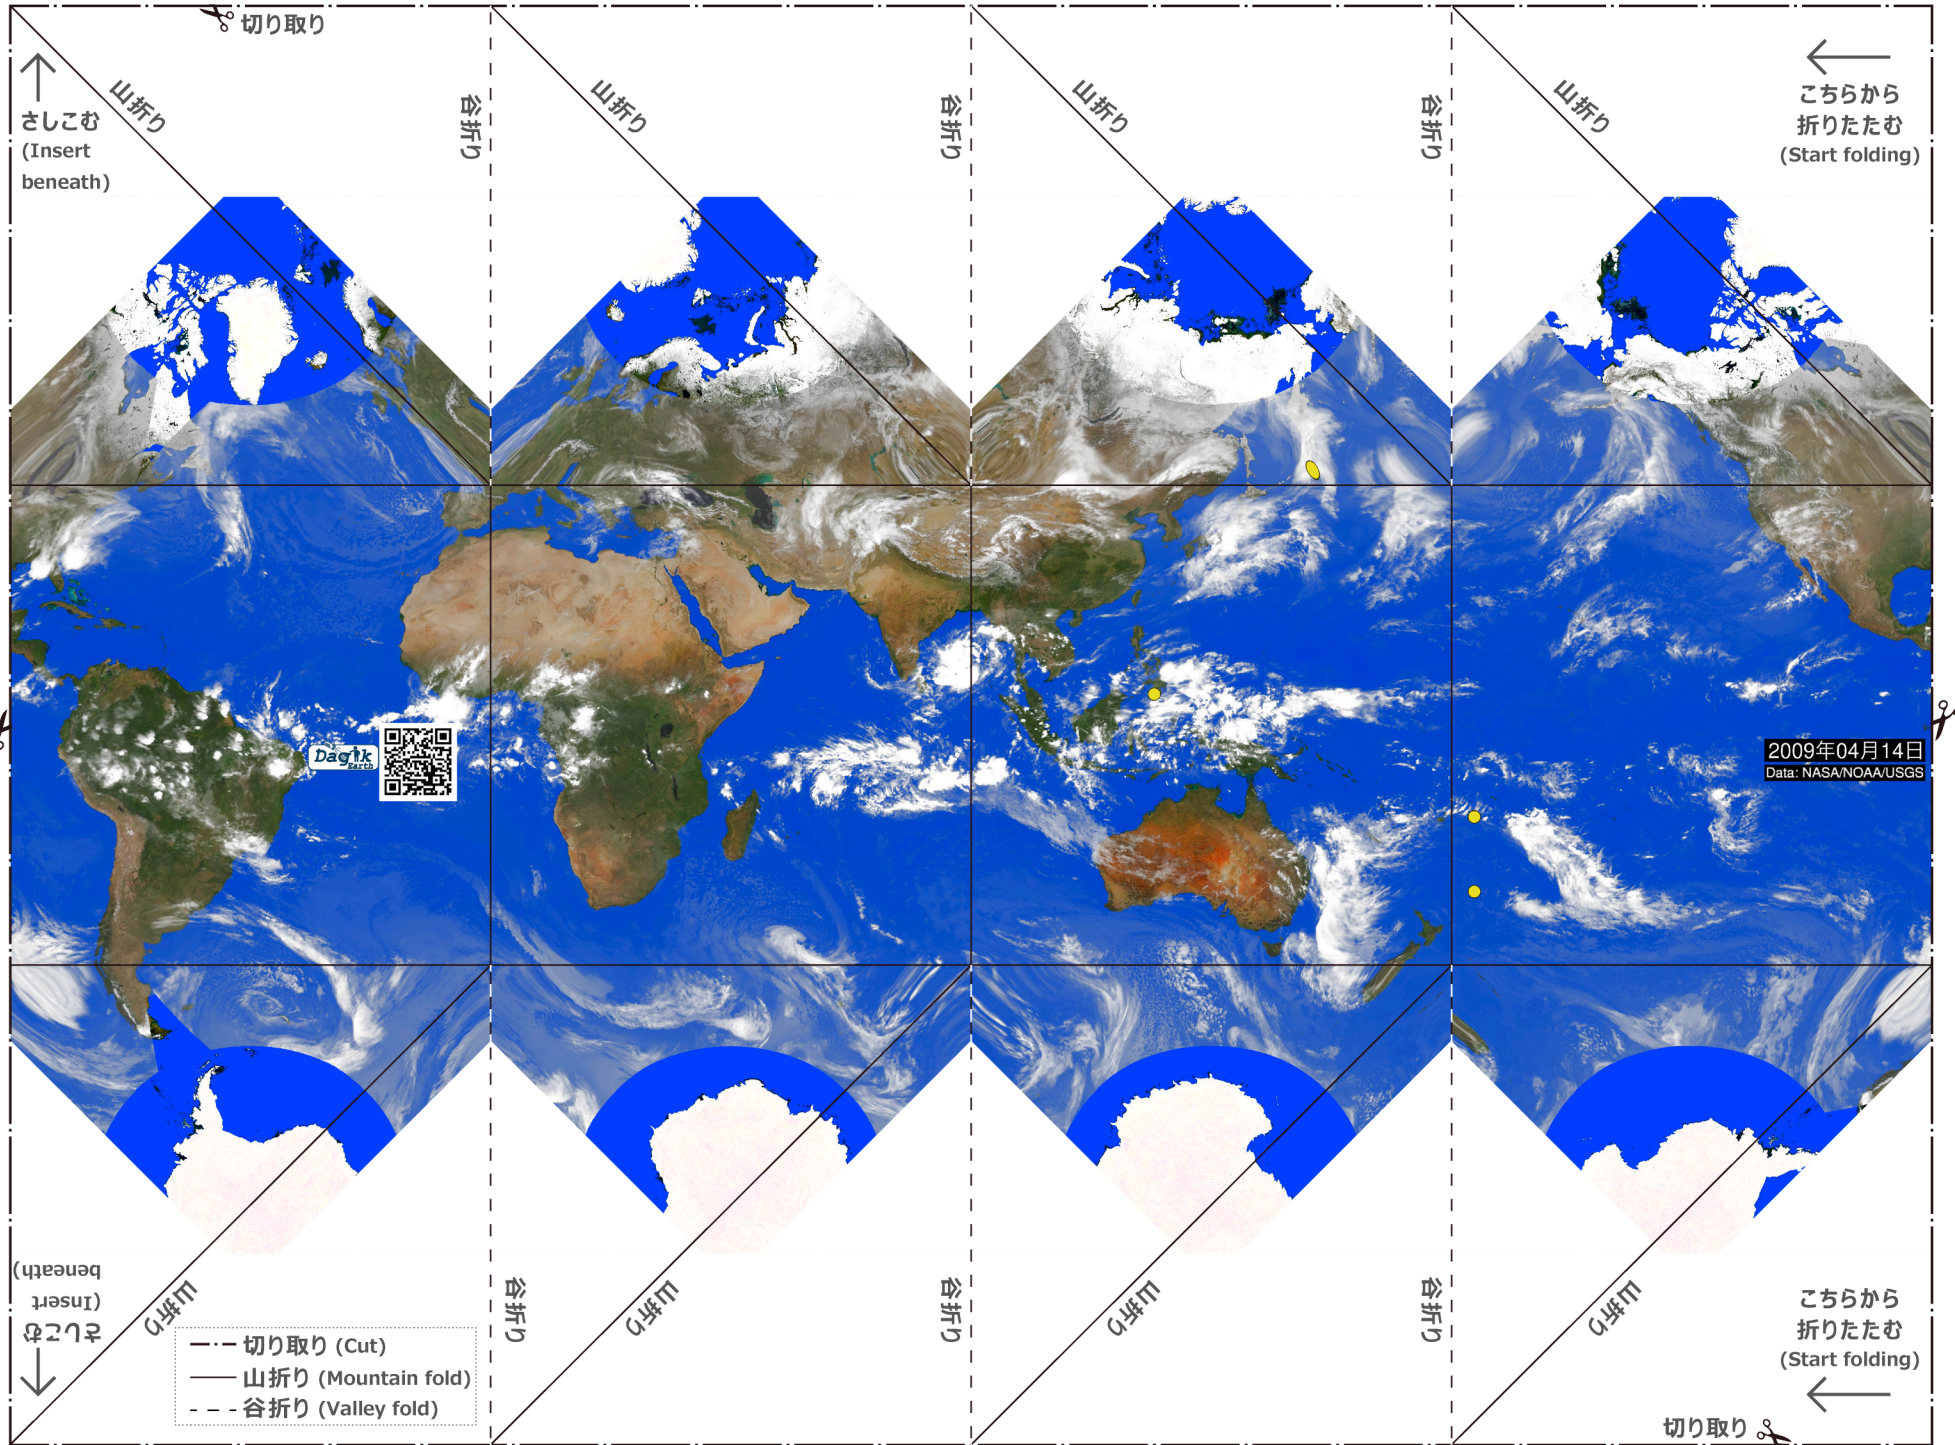 切り取り
さしこむ
(Insert
beneath)
山折り
谷折り
山折り
谷折り
山折り
谷折り
山折り
こちらから
折りたたむ
(Start folding)
Dagik
Earth
2009年04月14日
Data: NASA/NOAA/USGS
さしこむ
(Insert
beneath)
山折り
谷折り
山折り
谷折り
山折り
谷折り
山折り
こちらから
折りたたむ
(Start folding)
切り取り (Cut)
山折り (Mountain fold)
谷折り (Valley fold)
切り取り